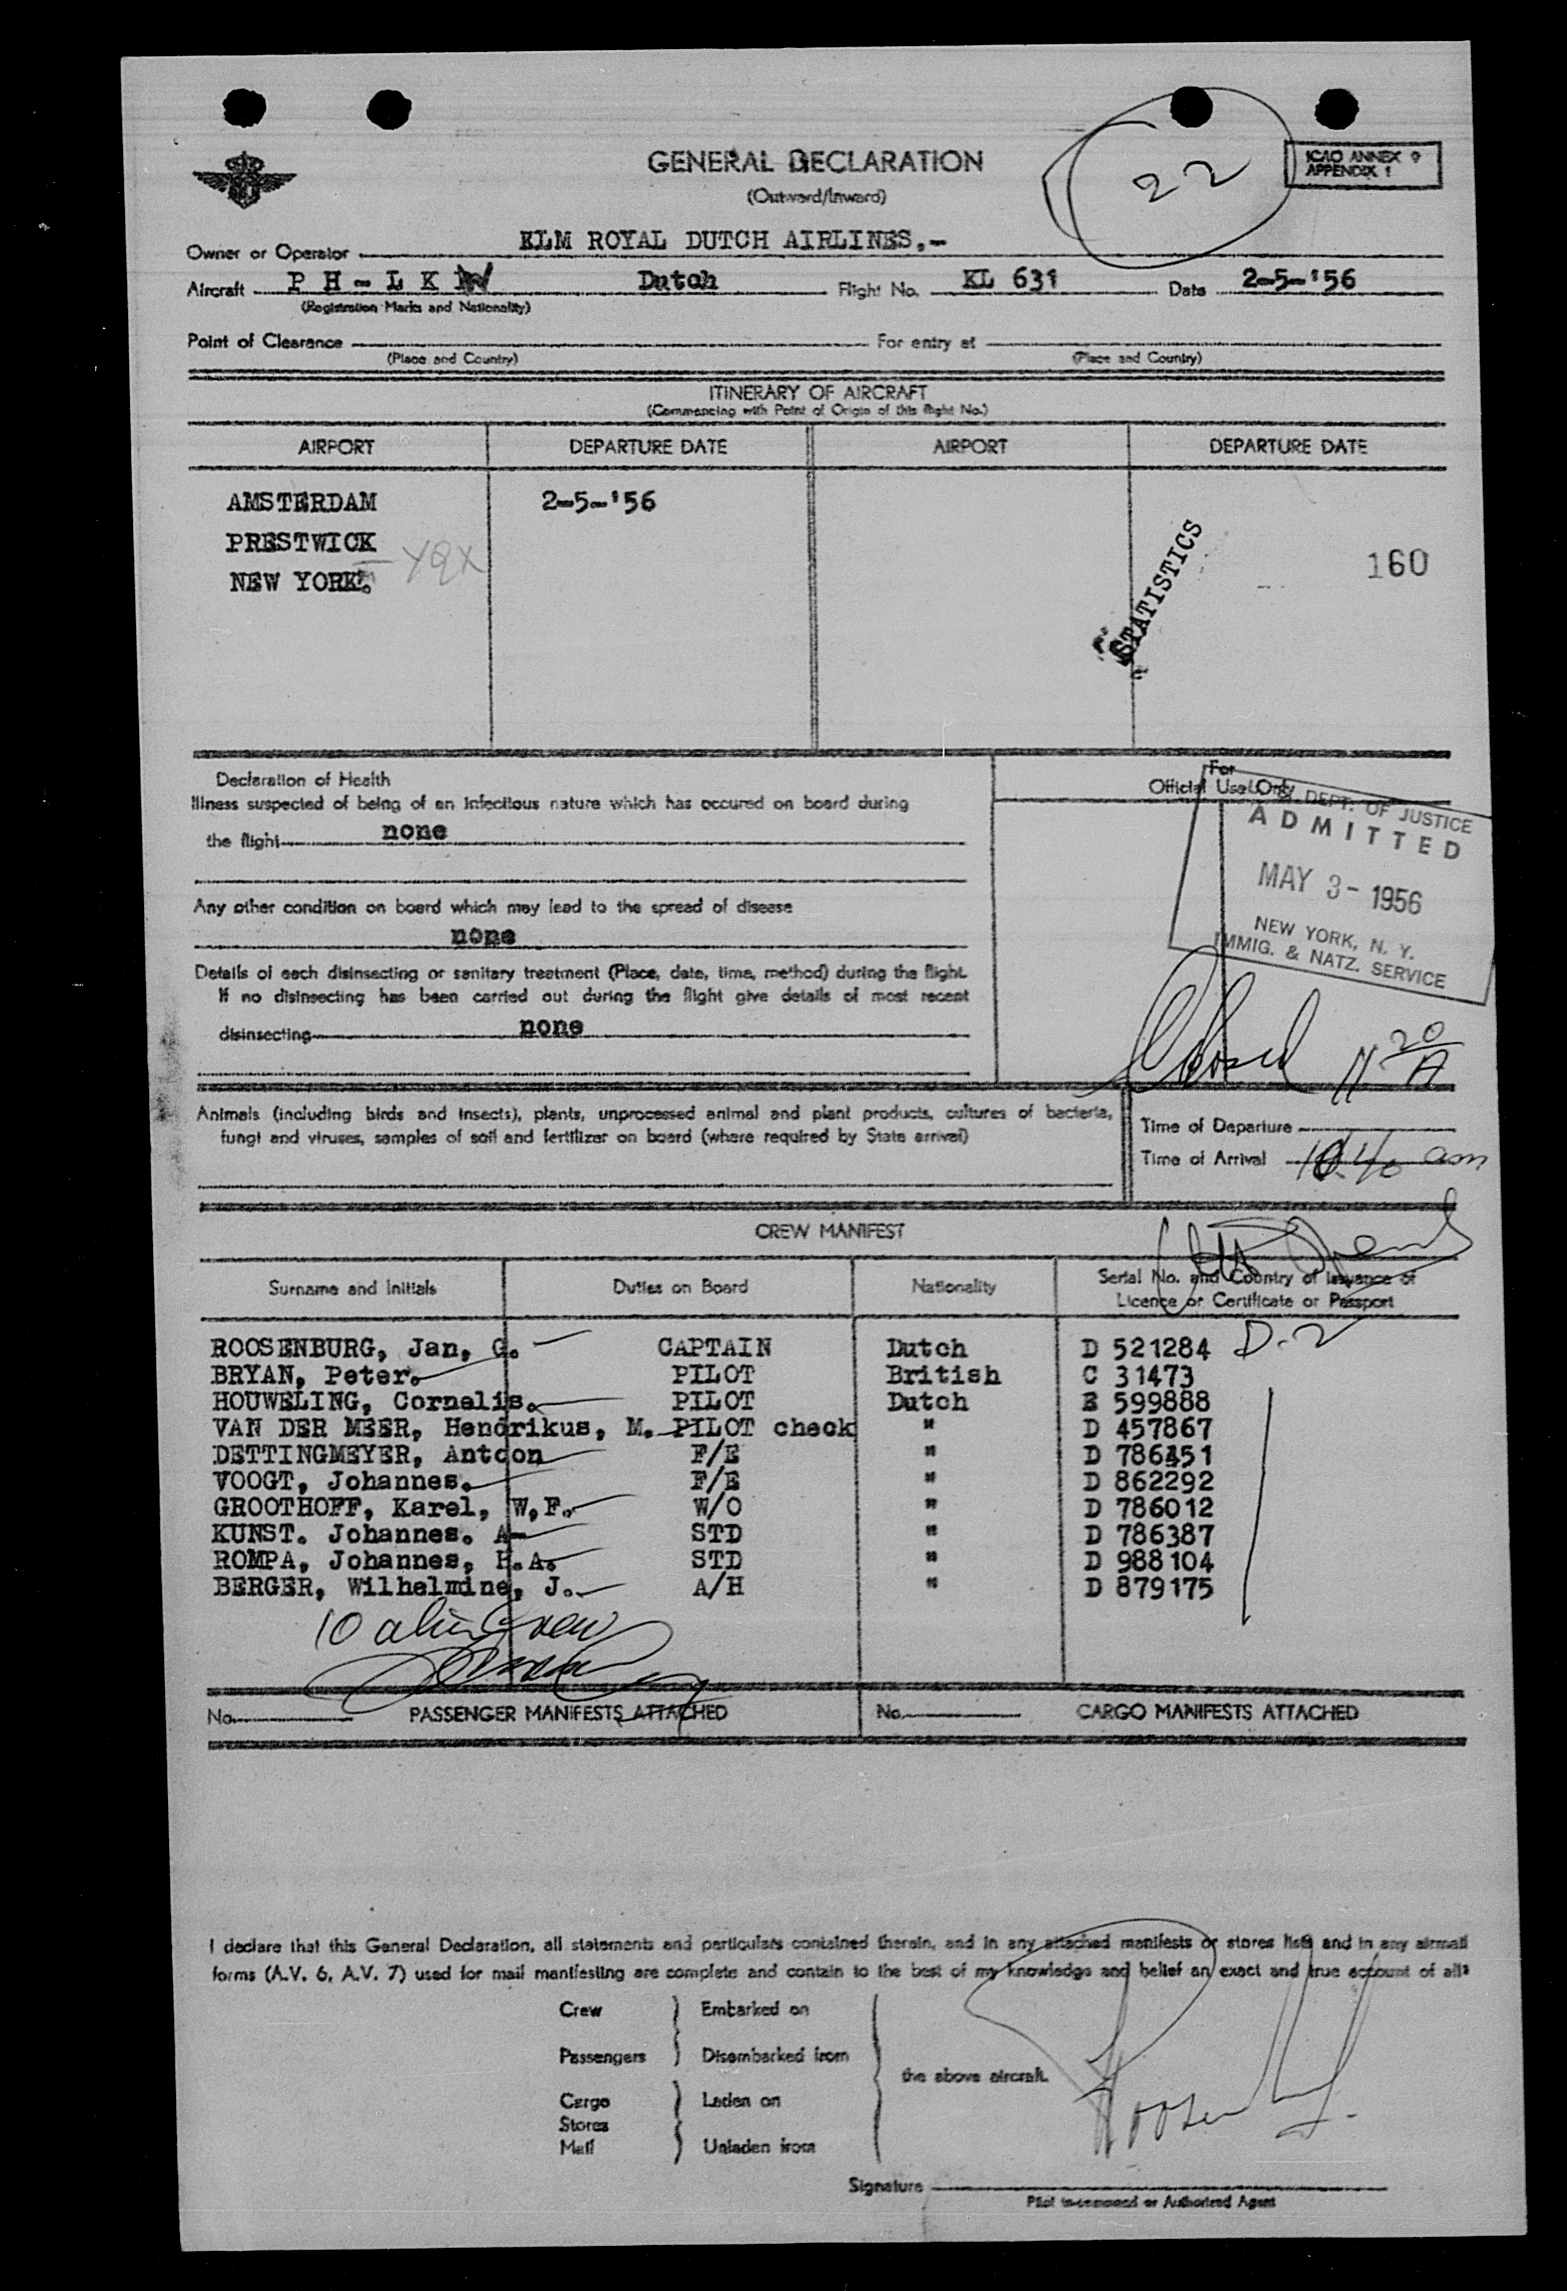 GENERAL DECLARATION
(Outward/Inward)
22
ICAO ANNEX 9
APPENDIX 1
Owner or Operator KLM ROYAL DUTCH AIRLINES.-
Aircraft P H - L K Dutch Flight No. KL 631 Date 2-5-'56
(Registration Marks and Nationality)
Point of Clearance For entry at
(Place and Country) (Place and Country)
ITINERARY OF AIRCRAFT
(Commencing with Point of Origin of this flight No.)
AIRPORT DEPARTURE DATE AIRPORT DEPARTURE DATE
AMSTERDAM 2-5-'56
PRESTWICK
YQX
NEW YORK.
STATISTICS
160
Declaration of Health
Illness suspected of being of an infectious nature which has occured on board during
the flight none
Any other condition on board which may lead to the spread of disease
none
Details of each disinsecting or sanitary treatment (Place, date, time, method) during the flight.
If no disinsecting has been carried out during the flight give details of most recent
disinsecting none
For
Official Use Only
U.S. DEPT. OF JUSTICE
ADMITTED
MAY 3- 1956
NEW YORK, N. Y.
IMMIG. & NATZ. SERVICE
Closed 11 20/A
Animals (including birds and insects), plants, unprocessed animal and plant products, cultures of bacteria,
fungi and viruses, samples of soil and fertilizer on board (where required by State arrival)
Time of Departure
Time of Arrival 10.40 am
CREW MANIFEST
Surname and Initials Duties on Board Nationality Serial No. and Country of Issuance of
Licence or Certificate or Passport
ROOSENBURG, Jan, G. CAPTAIN Dutch D 521284 D-2
BRYAN, Peter. PILOT British C 31473
HOUWELING, Cornelis. PILOT Dutch E 599888
VAN DER MEER, Hendrikus, M. PILOT check " D 457867
DETTINGMEYER, Antoon F/E " D 786451
VOOGT, Johannes. F/E " D 862292
GROOTHOFF, Karel, W.F. W/O " D 786012
KUNST. Johannes. A- STD " D 786387
ROMPA, Johannes, H.A. STD " D 988104
BERGER, Wilhelmine, J. A/H " D 879175
10 alien Crew
No. PASSENGER MANIFESTS ATTACHED No. CARGO MANIFESTS ATTACHED
I declare that this General Declaration, all statements and particulars contained therein, and in any attached manifests or stores lists and in any airmail
forms (A.V. 6, A.V. 7) used for mail manifesting are complete and contain to the best of my knowledge and belief an exact and true account of all:
Crew Embarked on
Passengers Disembarked from
the above aircraft.
Cargo Laden on
Stores
Mail Unladen from
Signature
Pilot in-command or Authorized Agent